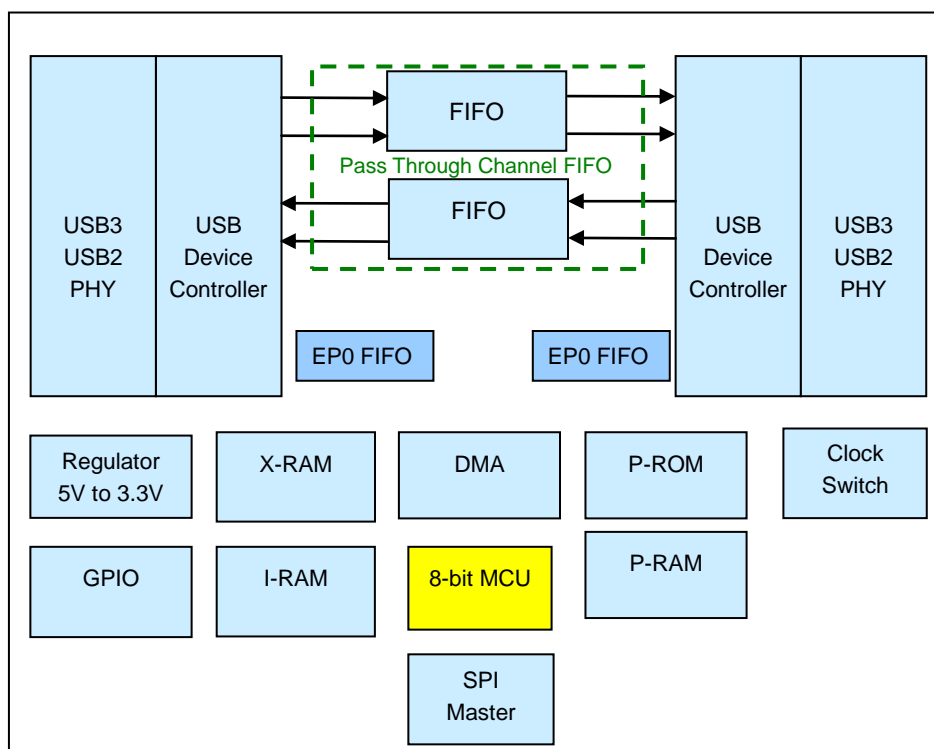 FIFO
Pass Through Channel FIFO
FIFO
USB3
USB2
PHY
USB
Device
Controller
USB
Device
Controller
USB3
USB2
PHY
EP0 FIFO
EP0 FIFO
Regulator
5V to 3.3V
X-RAM
DMA
P-ROM
Clock
Switch
GPIO
I-RAM
8-bit MCU
P-RAM
SPI
Master